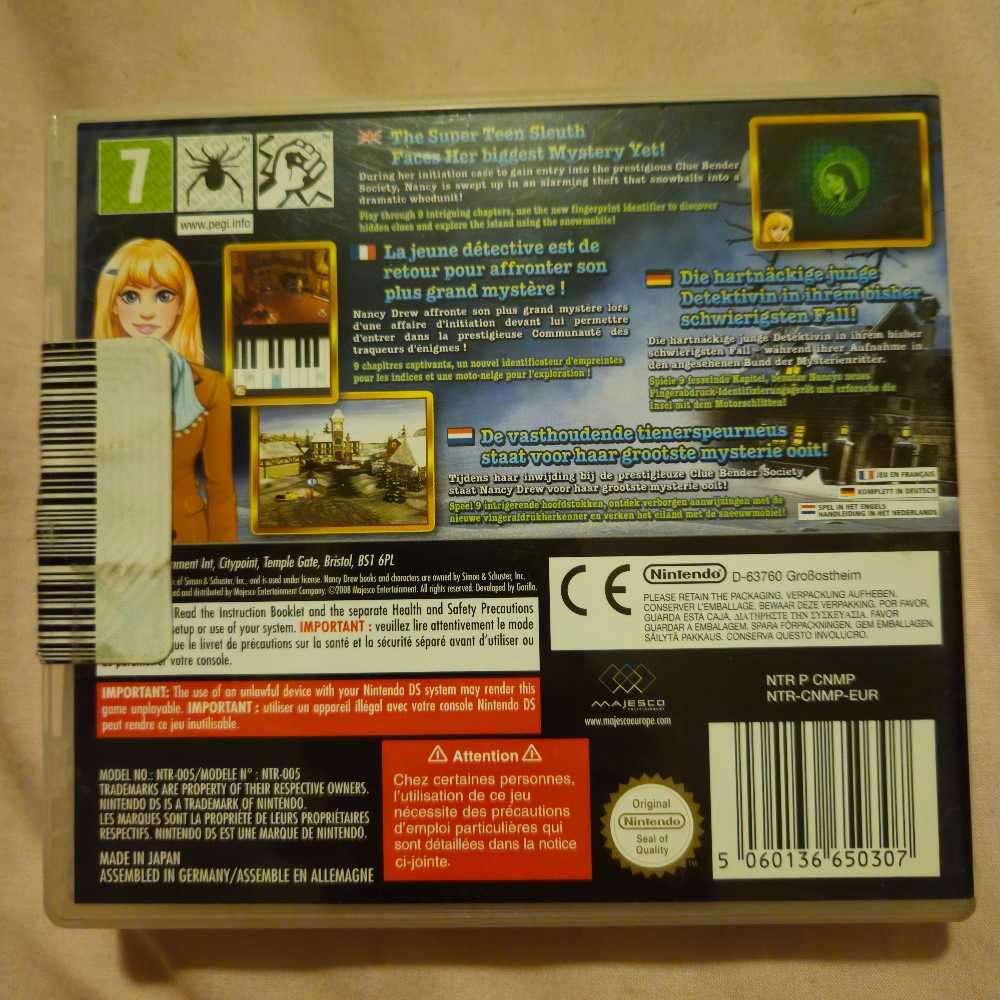 7
www.pegi.info
The Super Teen Sleuth
Faces Her biggest Mystery Yet!
During her initiation case to gain entry into the prestigious Clue Bender
Society, Nancy is swept up in an alarming theft that snowballs into a
dramatic whodunit!
Play through 9 intriguing chapters, use the new fingerprint identifier to discover
hidden clues and explore the island using the snowmobile!
La jeune détective est de
retour pour affronter son
plus grand mystère !
Nancy Drew affronte son plus grand mystère lors
d'une affaire d'initiation devant lui permettre
d'entrer dans la prestigieuse Communauté des
traqueurs d'énigmes !
9 chapitres captivants, un nouvel identificateur d'empreintes
pour les indices et une moto-neige pour l'exploration !
Die hartnäckige junge
Detektivin in ihrem bisher
schwierigsten Fall!
Die hartnäckige junge Detektivin in ihrem bisher
schwierigsten Fall – während ihrer Aufnahme in
den angesehenen Bund der Mysterienritter.
Spiele 9 fesselnde Kapitel, benutze Nancys neues
Fingerabdruck-Identifizierungsgerät und erforsche die
Insel mit dem Motorschlitten!
De vasthoudende tienerspeurneus
staat voor haar grootste mysterie ooit!
Tijdens haar inwijding bij de prestigieuze Clue Bender Society
staat Nancy Drew voor haar grootste mysterie ooit!
Speel 9 intrigerende hoofdstukken, ontdek verborgen aanwijzingen met de
nieuwe vingerafdrukherkenner en verken het eiland met de sneeuwmobiel!
JEU EN FRANÇAIS
KOMPLETT IN DEUTSCH
SPEL IN HET ENGELS
HANDLEIDING IN HET NEDERLANDS
nment Int, Citypoint, Temple Gate, Bristol, BS1 6PL
of Simon & Schuster, Inc., and is used under license. Nancy Drew books and characters are owned by Simon & Schuster, Inc.
ed and distributed by Majesco Entertainment Company. ©2008 Majesco Entertainment. All rights reserved. Developed by Gorilla.
Read the Instruction Booklet and the separate Health and Safety Precautions
setup or use of your system. IMPORTANT : veuillez lire attentivement le mode
que le livret de précautions sur la santé et la sécurité séparé avant d'utiliser ou
votre console.
IMPORTANT: The use of an unlawful device with your Nintendo DS system may render this
game unplayable. IMPORTANT : utiliser un appareil illégal avec votre console Nintendo DS
peut rendre ce jeu inutilisable.
CE
Nintendo D-63760 Großostheim
PLEASE RETAIN THE PACKAGING. VERPACKUNG AUFHEBEN.
CONSERVER L'EMBALLAGE. BEWAAR DEZE VERPAKKING. POR FAVOR,
GUARDA ESTA CAJA. ΔΙΑΤΗΡΗΣΤΕ ΤΗΝ ΣΥΣΚΕΥΑΣΙΑ. FAVOR
GUARDAR A EMBALAGEM. SPARA FÖRPACKNINGEN. GEM EMBALLAGEN.
SÄILYTÄ PAKKAUS. CONSERVA QUESTO INVOLUCRO.
MAJESCO
ENTERTAINMENT
www.majescoeurope.com
NTR P CNMP
NTR-CNMP-EUR
MODEL NO.: NTR-005/MODELE N° : NTR-005
TRADEMARKS ARE PROPERTY OF THEIR RESPECTIVE OWNERS.
NINTENDO DS IS A TRADEMARK OF NINTENDO.
LES MARQUES SONT LA PROPRIÉTÉ DE LEURS PROPRIÉTAIRES
RESPECTIFS. NINTENDO DS EST UNE MARQUE DE NINTENDO.
MADE IN JAPAN
ASSEMBLED IN GERMANY/ASSEMBLE EN ALLEMAGNE
Attention
Chez certaines personnes,
l'utilisation de ce jeu
nécessite des précautions
d'emploi particulières qui
sont détaillées dans la notice
ci-jointe.
Original
Nintendo
Seal of
Quality
TM
5 060136 650307